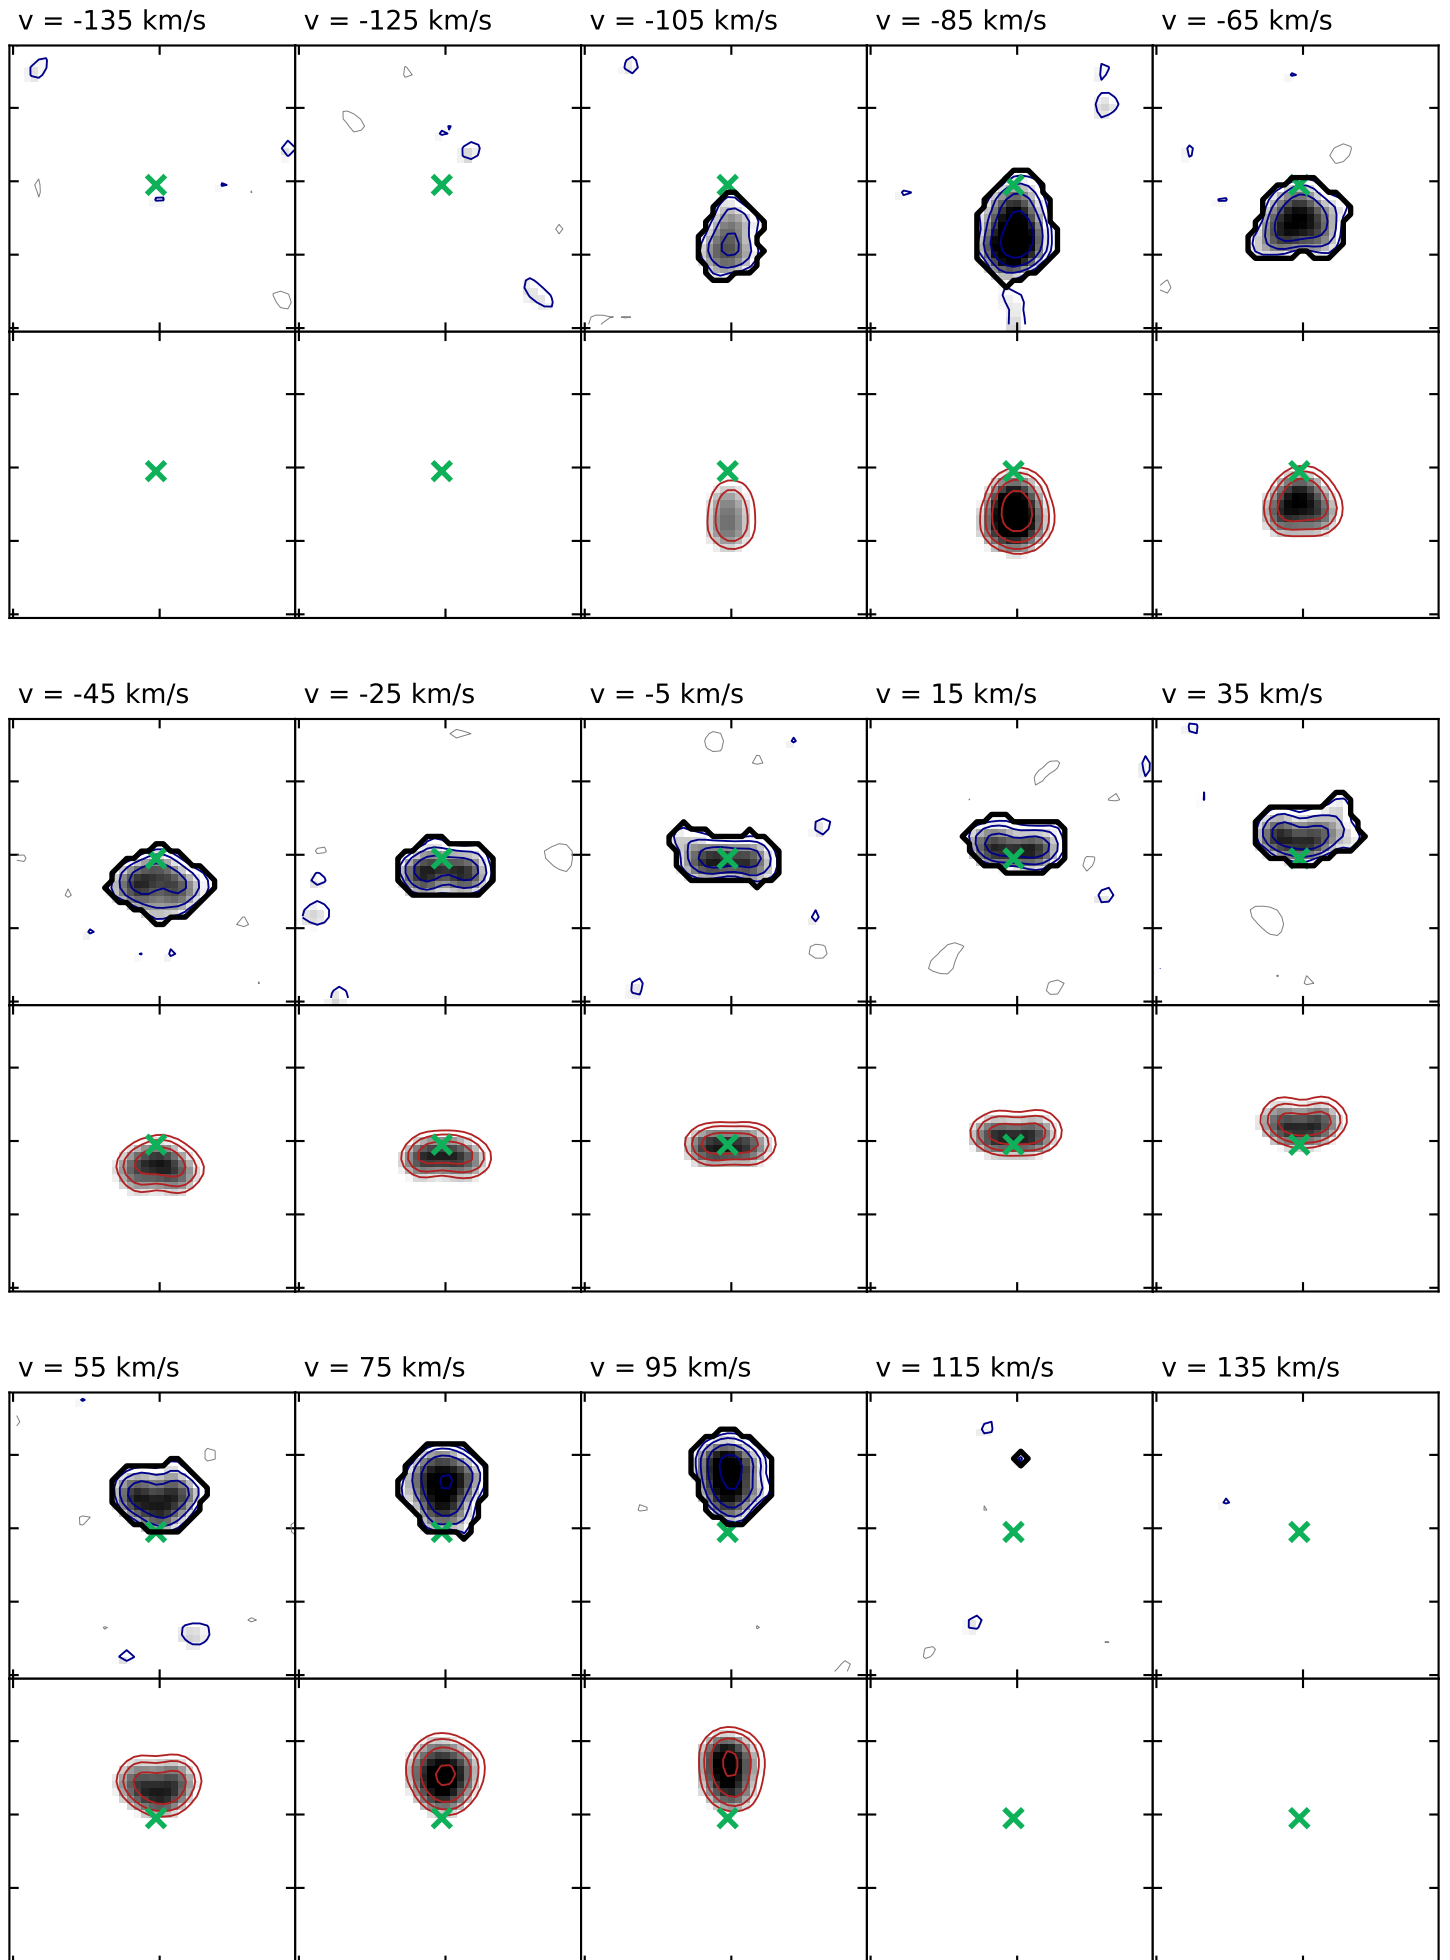 v = -135 km/s
v = -125 km/s
v = -105 km/s
v = -85 km/s
v = -65 km/s
v = -45 km/s
v = -25 km/s
v = -5 km/s
v = 15 km/s
v = 35 km/s
v = 55 km/s
v = 75 km/s
v = 95 km/s
v = 115 km/s
v = 135 km/s